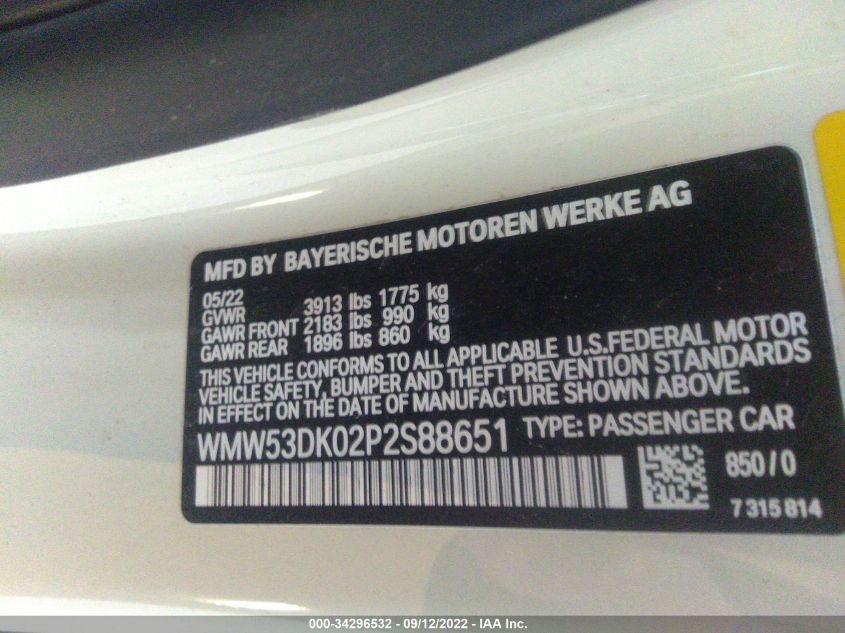 MFD BY BAYERISCHE MOTOREN WERKE AG
05/22
GVWR 3913 lbs 1775 kg
GAWR FRONT 2183 lbs 990 kg
GAWR REAR 1896 lbs 860 kg
THIS VEHICLE CONFORMS TO ALL APPLICABLE U.S.FEDERAL MOTOR
VEHICLE SAFETY, BUMPER AND THEFT PREVENTION STANDARDS
IN EFFECT ON THE DATE OF MANUFACTURE SHOWN ABOVE.
WMW53DK02P2S88651 TYPE: PASSENGER CAR
850/0
7 315 814
000-34296532 - 09/12/2022 - IAA Inc.